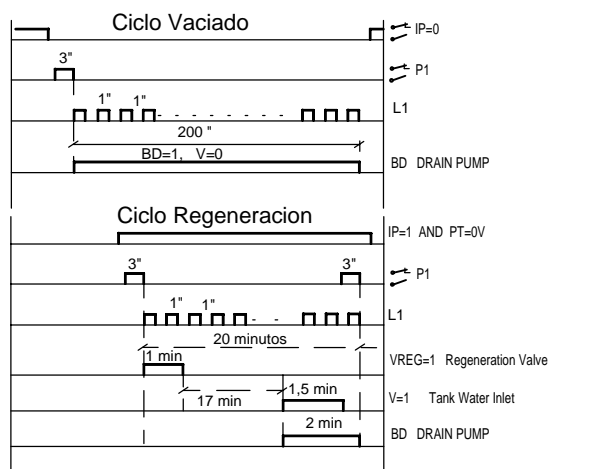 Ciclo Vaciado
IP=0
3"
P1
1" 1"
L1
200 "
BD=1, V=0
BD DRAIN PUMP
Ciclo Regeneracion
IP=1 AND PT=0V
3" 3"
P1
1" 1"
L1
20 minutos
1 min
VREG=1 Regeneration Valve
17 min
1,5 min
V=1 Tank Water Inlet
2 min
BD DRAIN PUMP